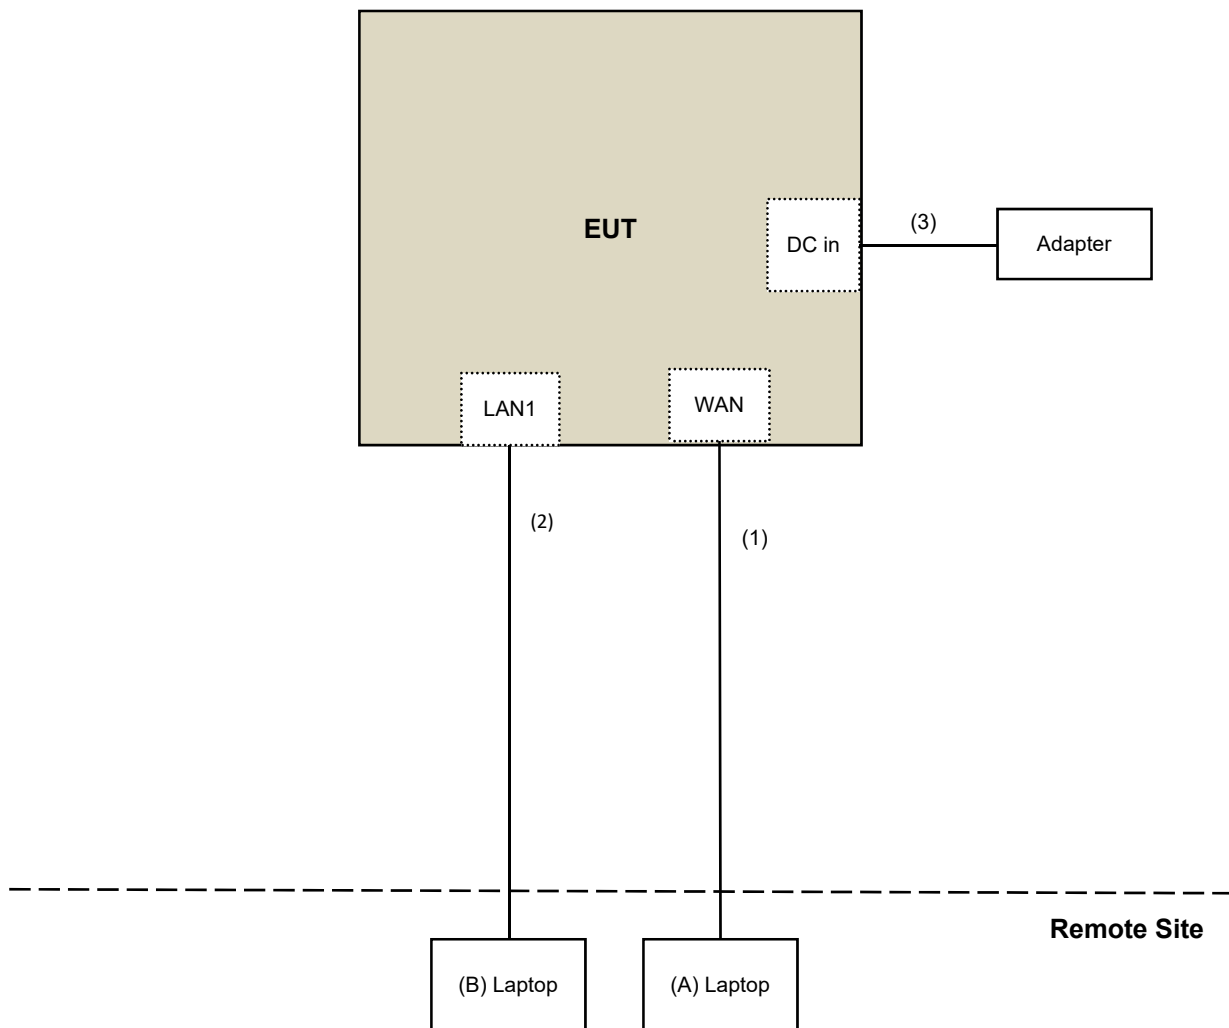 EUT
DC in
(3)
Adapter
LAN1
WAN
(2)
(1)
Remote Site
(B) Laptop
(A) Laptop